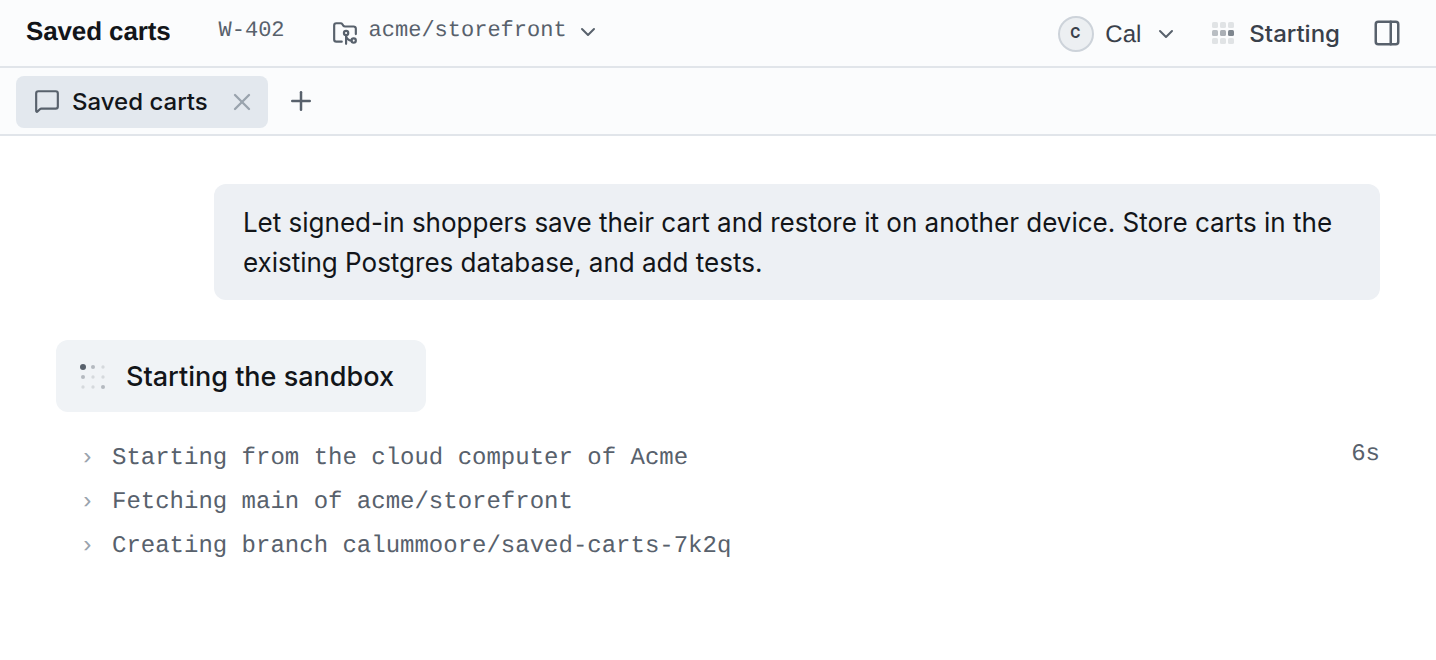 Saved carts W-402 acme/storefront C Cal Starting
Saved carts
Let signed-in shoppers save their cart and restore it on another device. Store carts in the
existing Postgres database, and add tests.
Starting the sandbox
› Starting from the cloud computer of Acme 6s
› Fetching main of acme/storefront
› Creating branch calummoore/saved-carts-7k2q